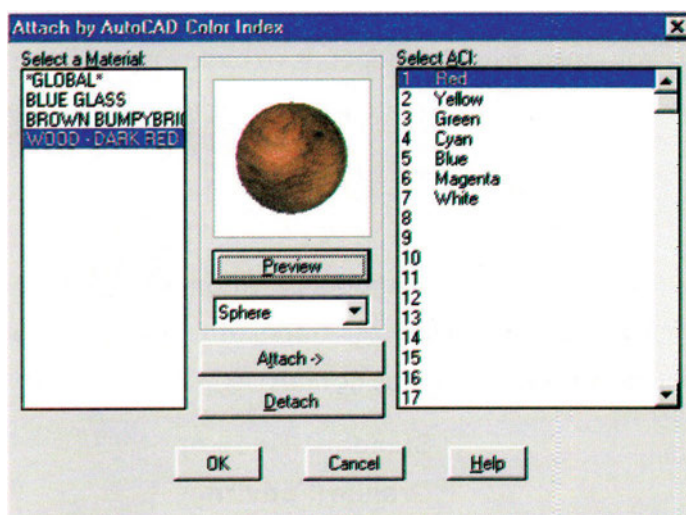 Attach by AutoCAD Color Index
Select a Material:
*GLOBAL*
BLUE GLASS
BROWN BUMPYBRI
WOOD - DARK RED
Preview
Sphere
Attach ->
Detach
Select ACI:
1 Red
2 Yellow
3 Green
4 Cyan
5 Blue
6 Magenta
7 White
8
9
10
11
12
13
14
15
16
17
OK
Cancel
Help